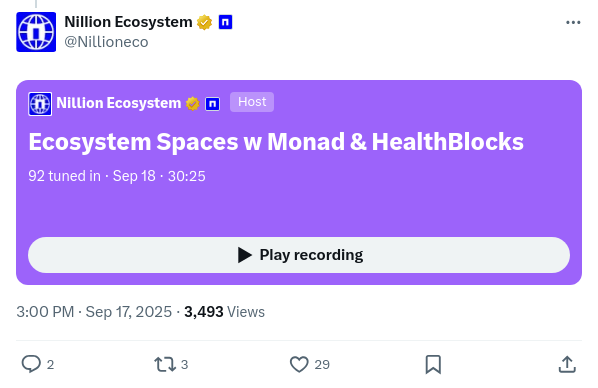 Nillion Ecosystem
@Nillioneco
Nillion Ecosystem Host
Ecosystem Spaces w Monad & HealthBlocks
92 tuned in · Sep 18 · 30:25
Play recording
3:00 PM · Sep 17, 2025 · 3,493 Views
2 3 29